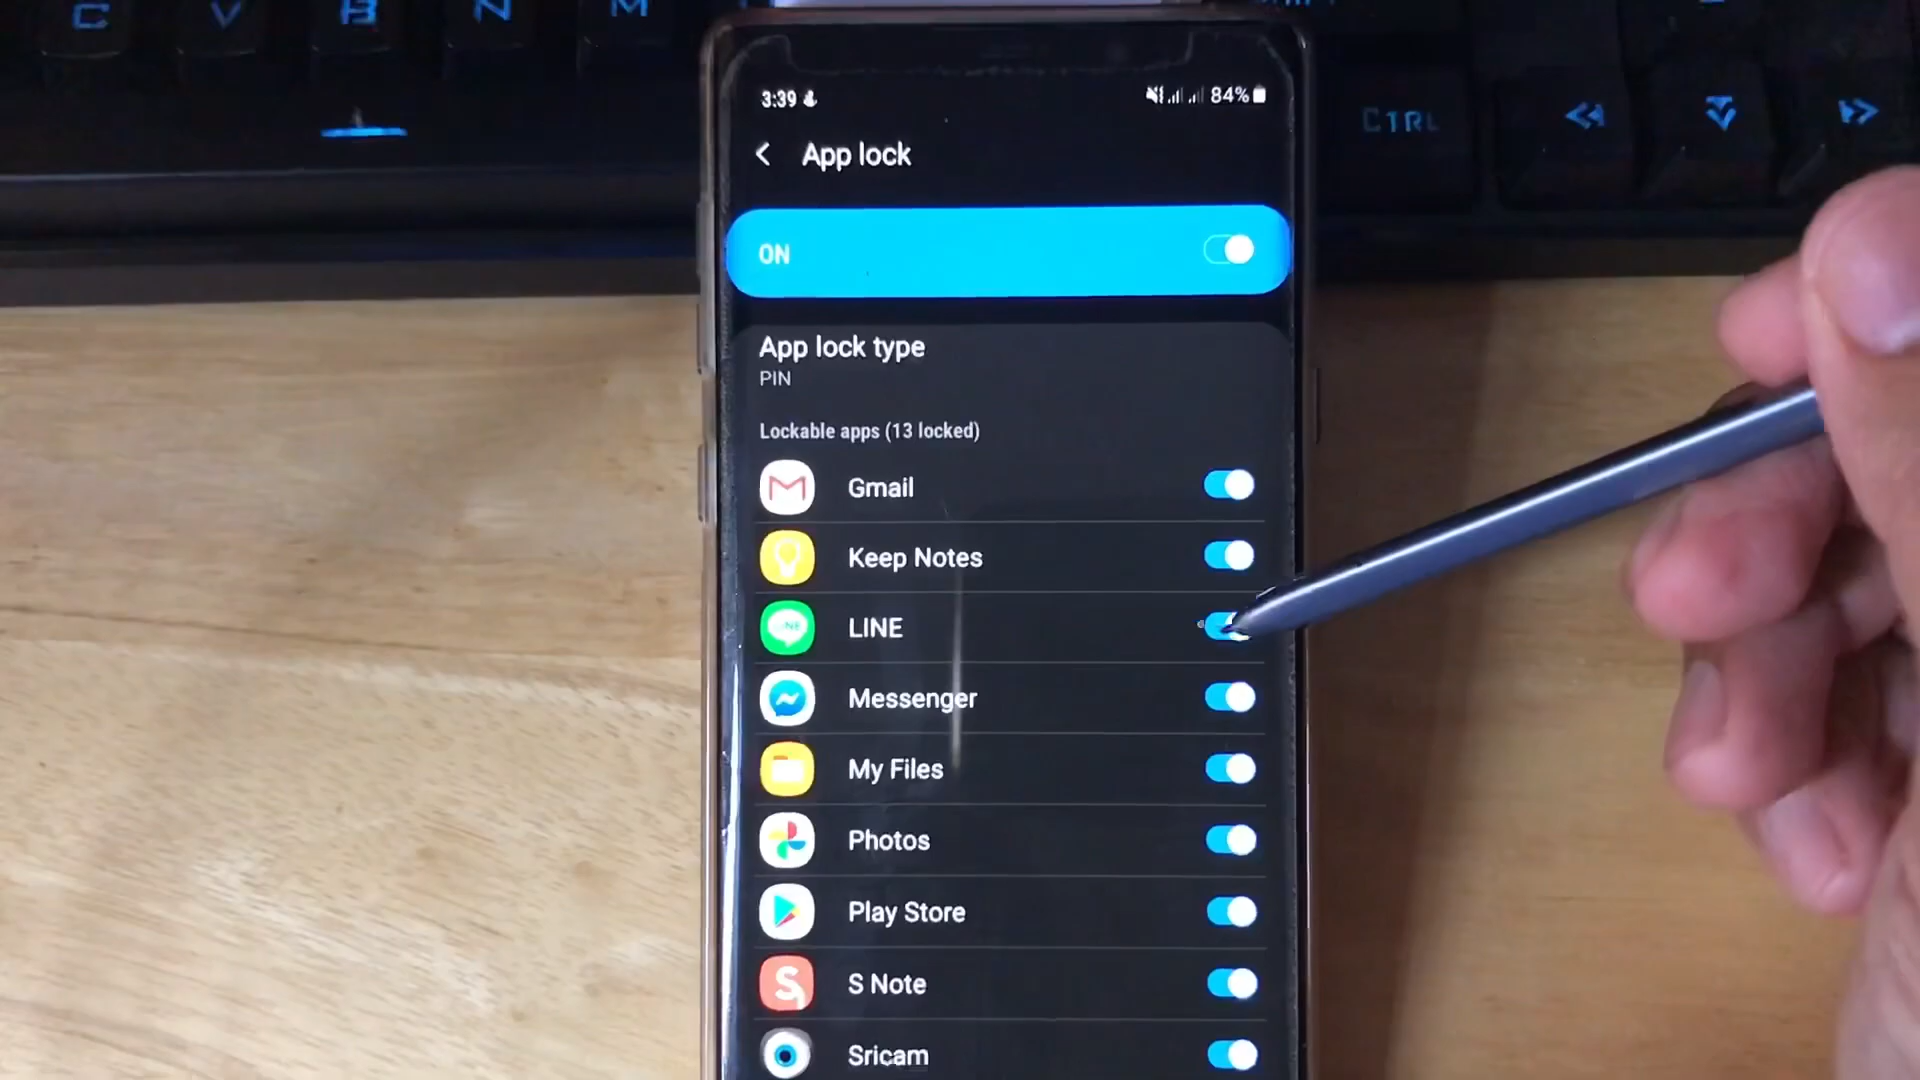 C V B N M
CTRL
3:39 84%
App lock
ON
App lock type
PIN
Lockable apps (13 locked)
Gmail
Keep Notes
LINE
LINE
Messenger
My Files
Photos
Play Store
S
S Note
Sricam